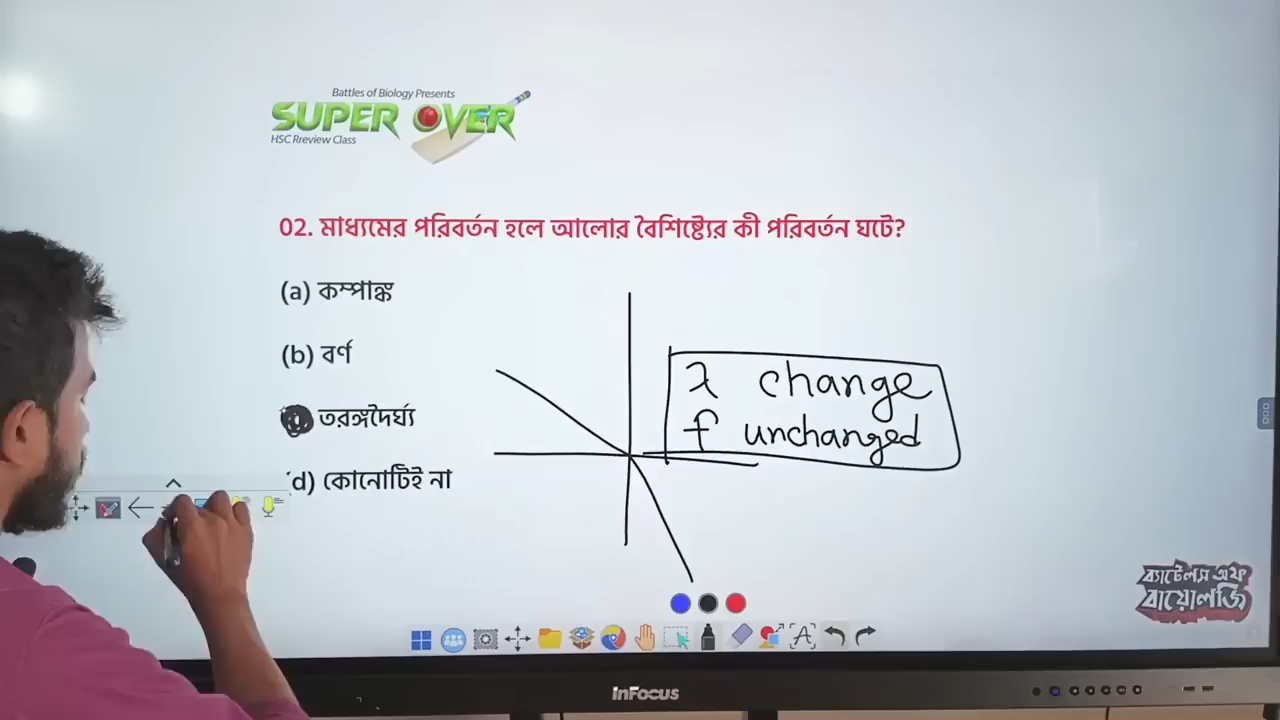 Battles of Biology Presents
SUPER OVER
HSC Rreview Class
02. মাধ্যমের পরিবর্তন হলে আলোর বৈশিষ্ট্যের কী পরিবর্তন ঘটে?
(a) কম্পাঙ্ক
(b) বর্ণ
তরঙ্গদৈর্ঘ্য
d) কোনোটিই না
λ change
f unchanged
ব্যাটেলস অফ
বায়োলজি
InFocus